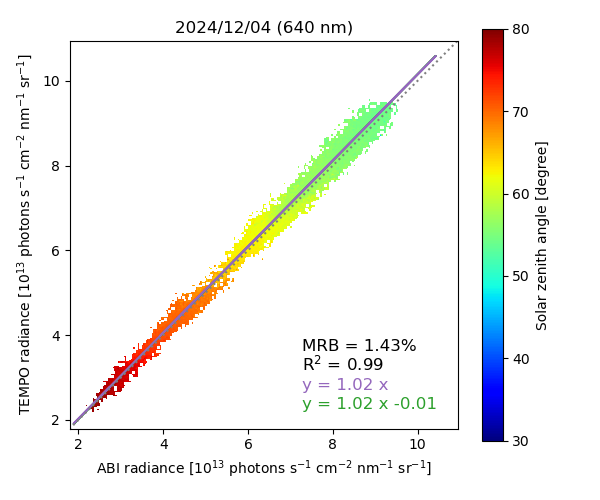 2024/12/04 (640 nm)
TEMPO radiance [10¹³ photons s⁻¹ cm⁻² nm⁻¹ sr⁻¹]
10
8
6
4
2
MRB = 1.43%
R² = 0.99
y = 1.02 x
y = 1.02 x -0.01
2 4 6 8 10
ABI radiance [10¹³ photons s⁻¹ cm⁻² nm⁻¹ sr⁻¹]
80
70
60
50
40
30
Solar zenith angle [degree]